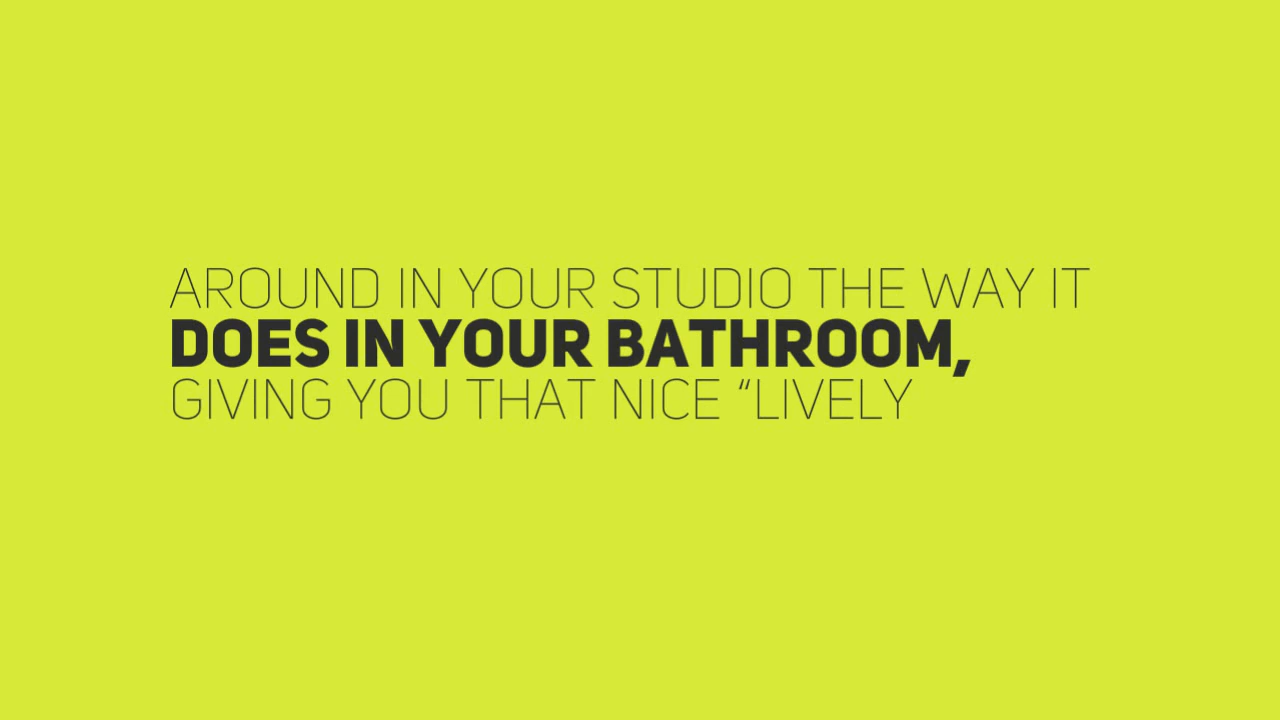 AROUND IN YOUR STUDIO THE WAY IT
DOES IN YOUR BATHROOM,
GIVING YOU THAT NICE “LIVELY